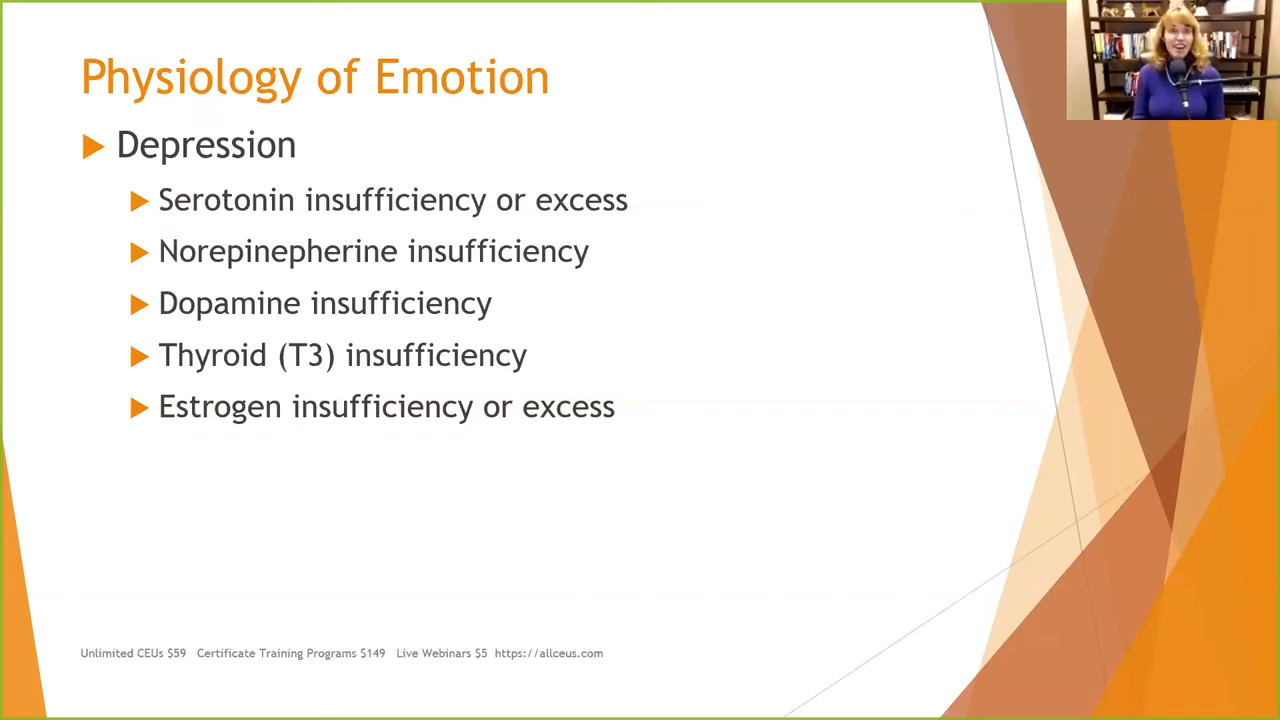 Physiology of Emotion
Depression
Serotonin insufficiency or excess
Norepinepherine insufficiency
Dopamine insufficiency
Thyroid (T3) insufficiency
Estrogen insufficiency or excess
Unlimited CEUs $59 Certificate Training Programs $149 Live Webinars $5 https://allceus.com